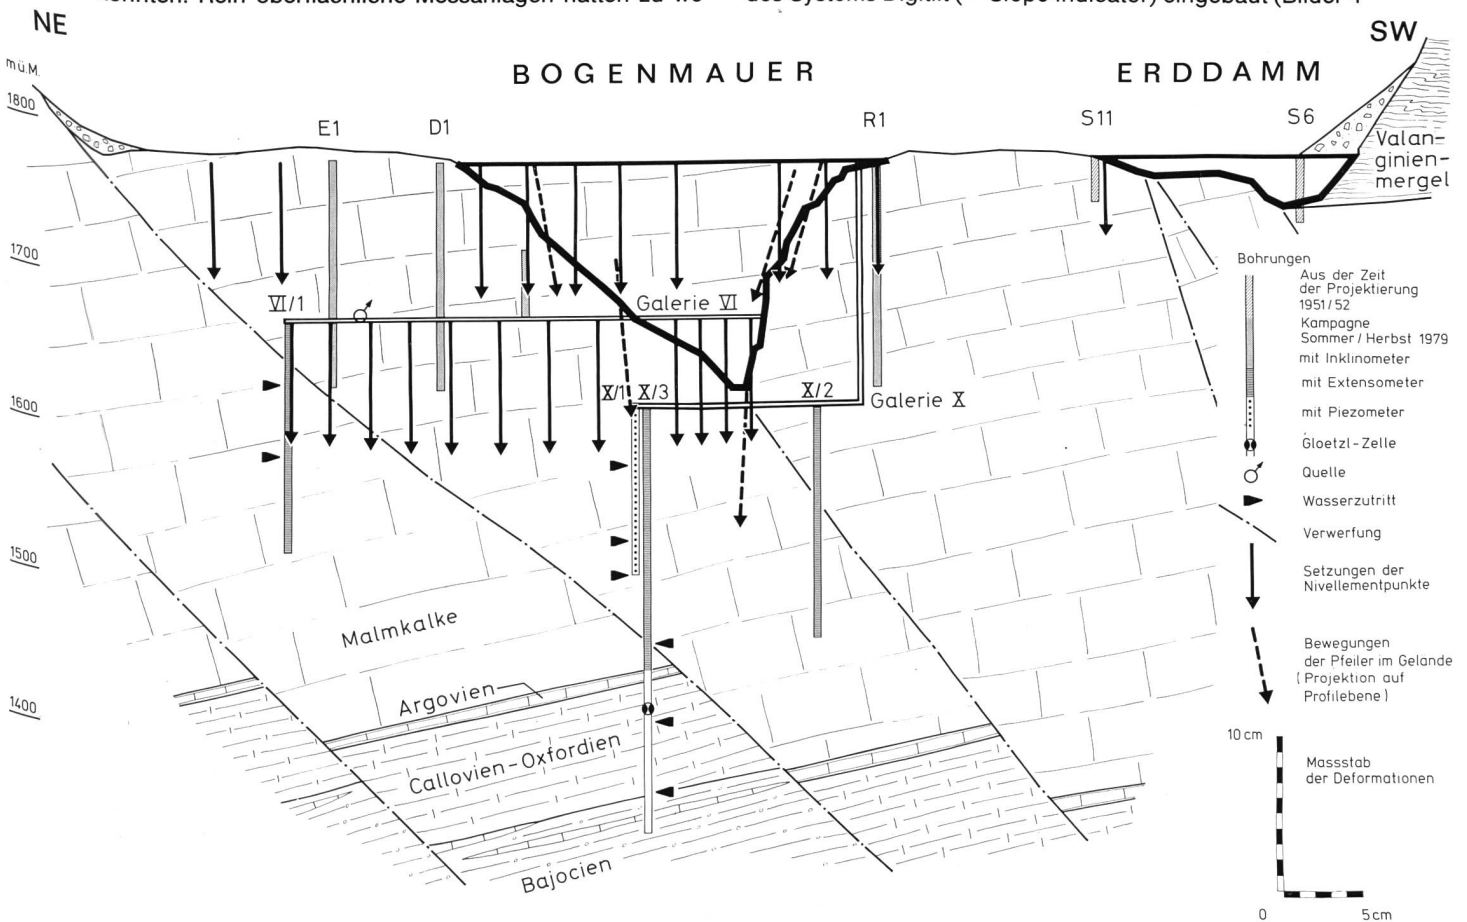 NE
SW
BOGENMAUER
ERDDAMM
mü.M.
1800
1700
1600
1500
1400
E1
D1
R1
S11
S6
Valan-
ginien-
mergel
VI/1
Galerie VI
X/1
X/3
X/2
Galerie X
Malmkalke
Argovien
Callovien-Oxfordien
Bajocien
Bohrungen
Aus der Zeit
der Projektierung
1951/52
Kampagne
Sommer/Herbst 1979
mit Inklinometer
mit Extensometer
mit Piezometer
Gloetzl-Zelle
Quelle
Wasserzutritt
Verwerfung
Setzungen der
Nivellementpunkte
Bewegungen
der Pfeiler im Gelände
(Projektion auf
Profilebene)
10 cm
Massstab
der Deformationen
0
5cm